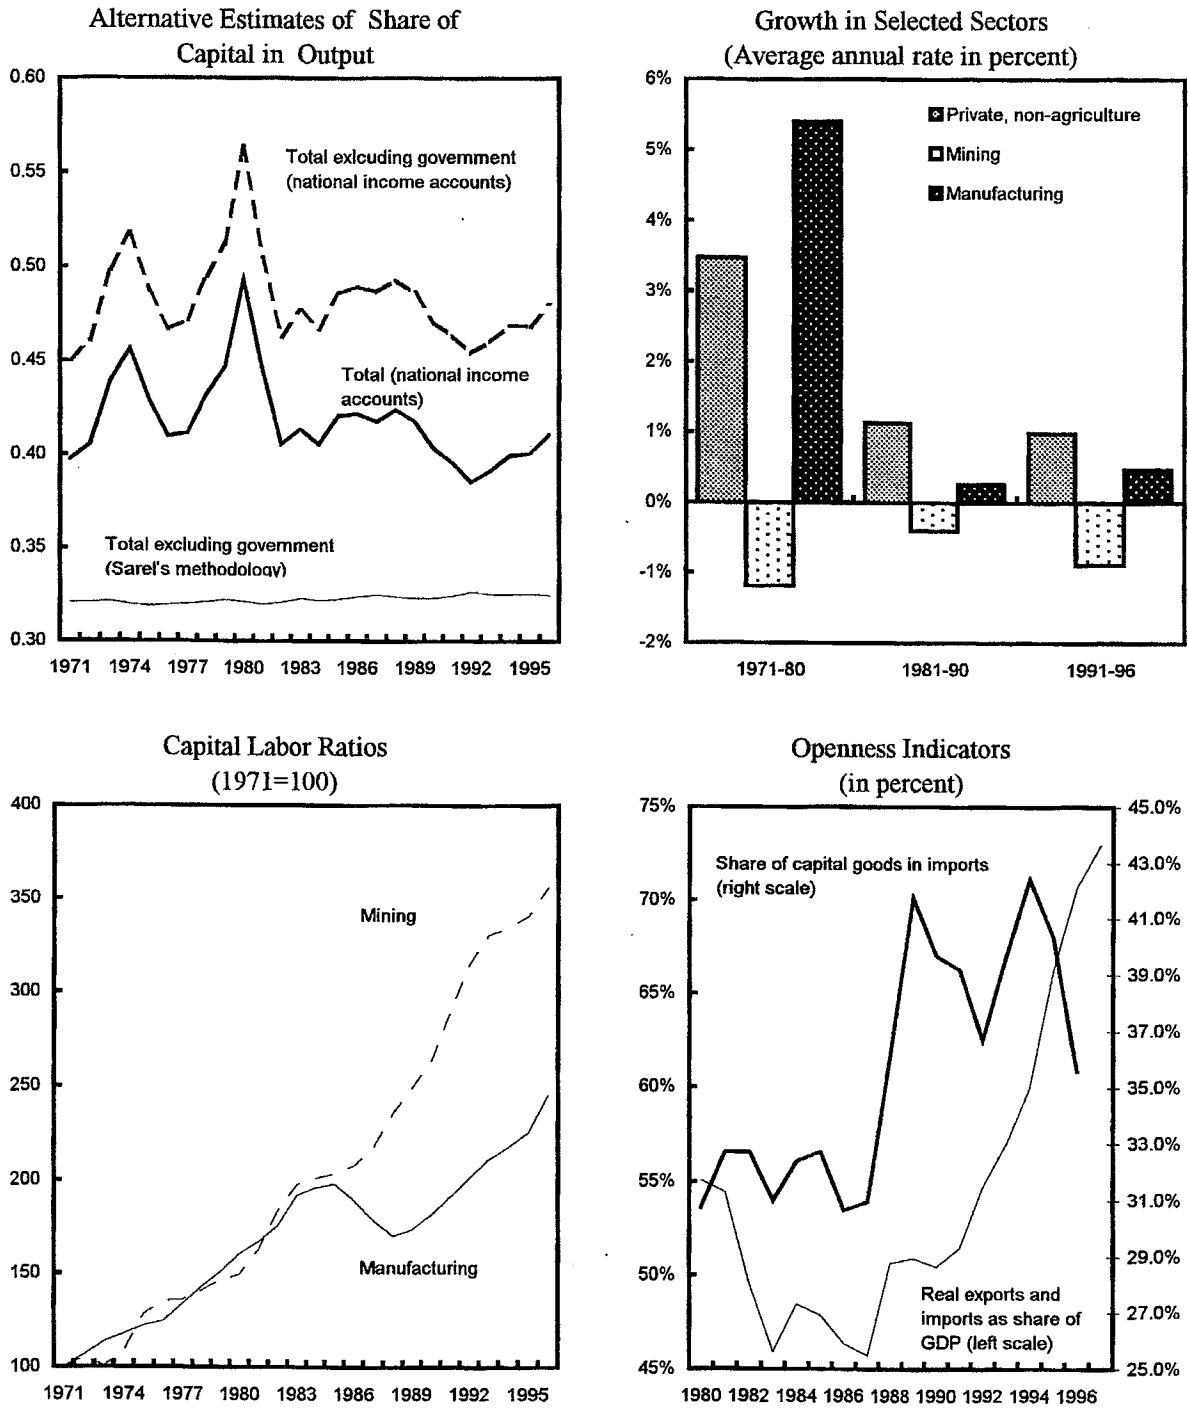 Alternative Estimates of Share of
Capital in Output
0.60
0.55
0.50
0.45
0.40
0.35
0.30
Total exlcuding government
(national income accounts)
Total (national income
accounts)
Total excluding government
(Sarel's methodology)
1971 1974 1977 1980 1983 1986 1989 1992 1995
Growth in Selected Sectors
(Average annual rate in percent)
6%
5%
4%
3%
2%
1%
0%
-1%
-2%
Private, non-agriculture
Mining
Manufacturing
1971-80 1981-90 1991-96
Capital Labor Ratios
(1971=100)
400
350
300
250
200
150
100
Mining
Manufacturing
1971 1974 1977 1980 1983 1986 1989 1992 1995
Openness Indicators
(in percent)
75%
70%
65%
60%
55%
50%
45%
45.0%
43.0%
41.0%
39.0%
37.0%
35.0%
33.0%
31.0%
29.0%
27.0%
25.0%
Share of capital goods in imports
(right scale)
Real exports and
imports as share of
GDP (left scale)
1980 1982 1984 1986 1988 1990 1992 1994 1996